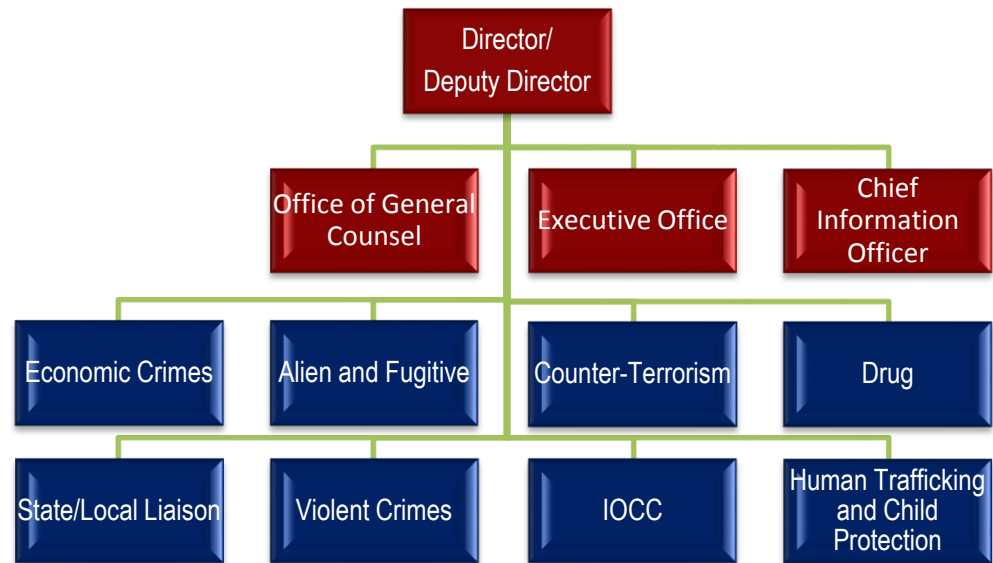 Director/
Deputy Director
Office of General
Counsel
Executive Office
Chief
Information
Officer
Economic Crimes
Alien and Fugitive
Counter-Terrorism
Drug
State/Local Liaison
Violent Crimes
IOCC
Human Trafficking
and Child
Protection